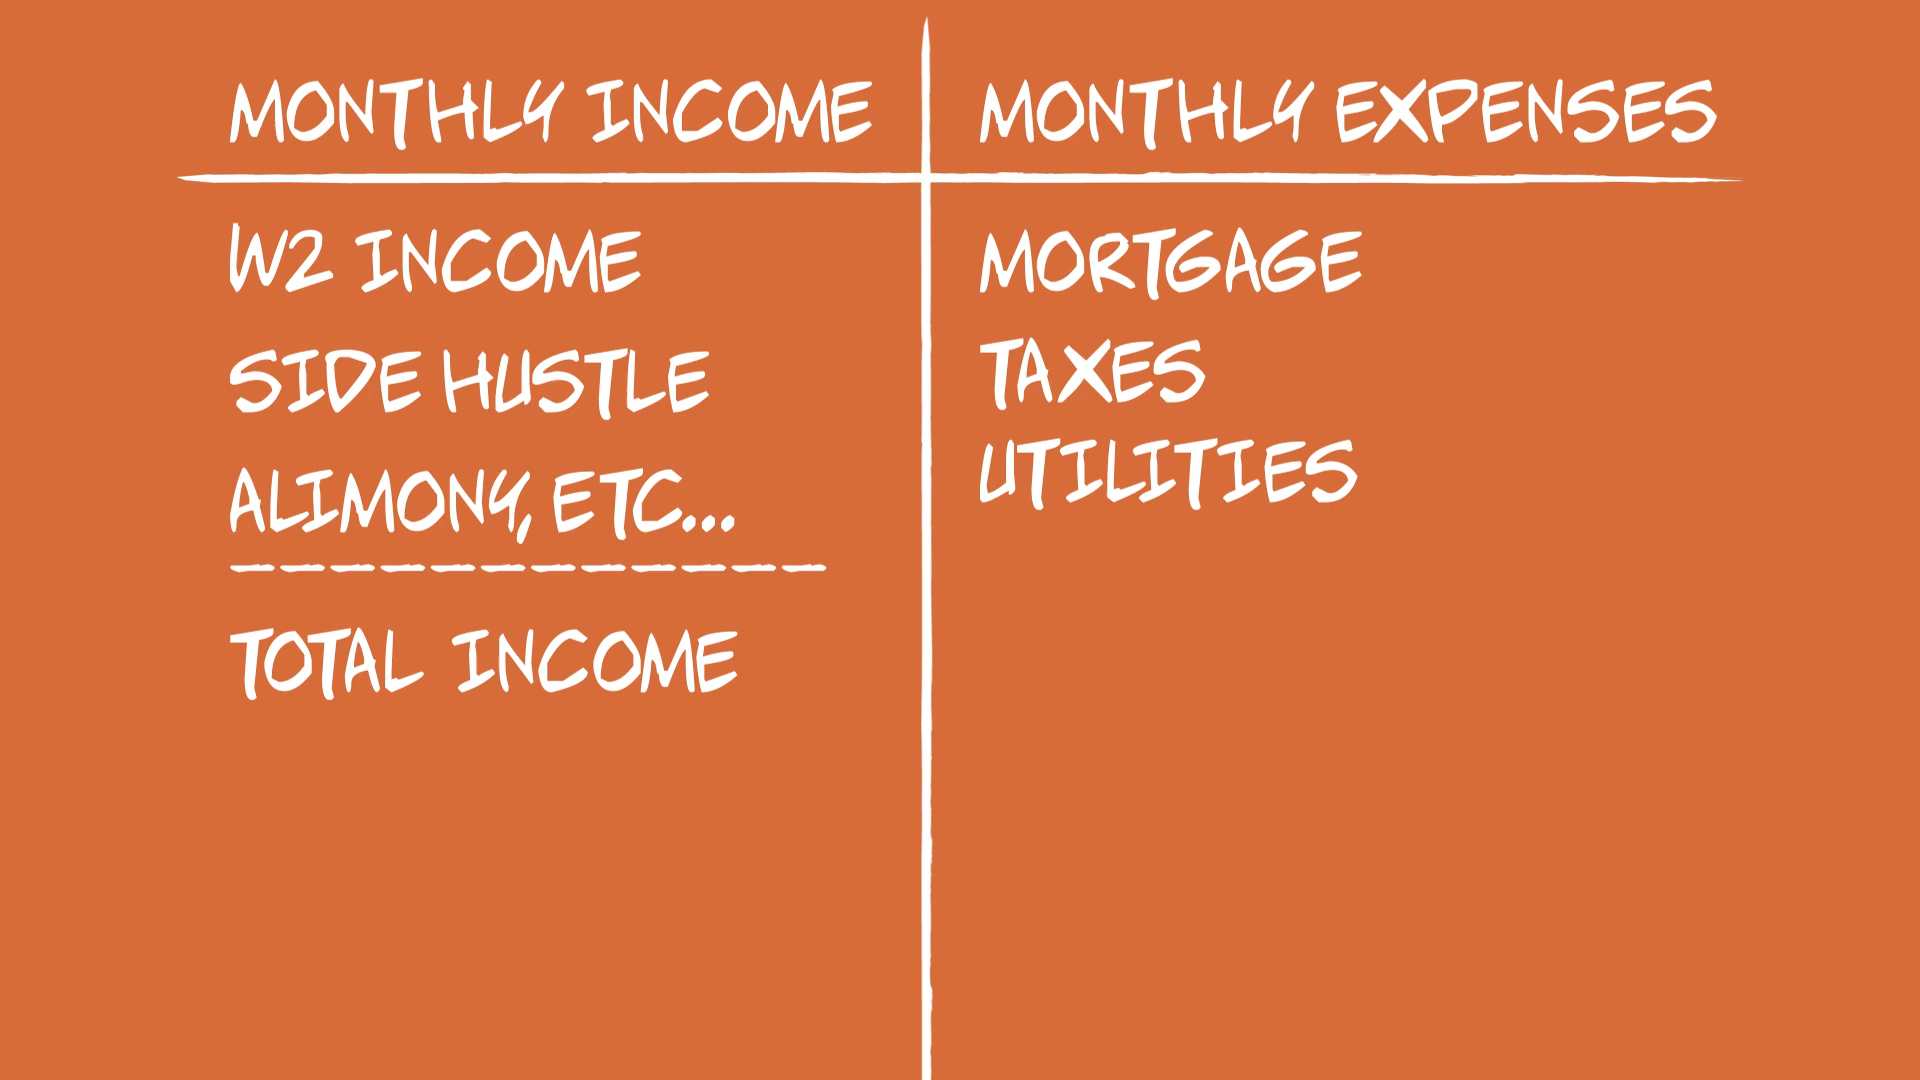 MONTHLY INCOME
W2 INCOME
SIDE HUSTLE
ALIMONY, ETC...
TOTAL INCOME
MONTHLY EXPENSES
MORTGAGE
TAXES
UTILITIES